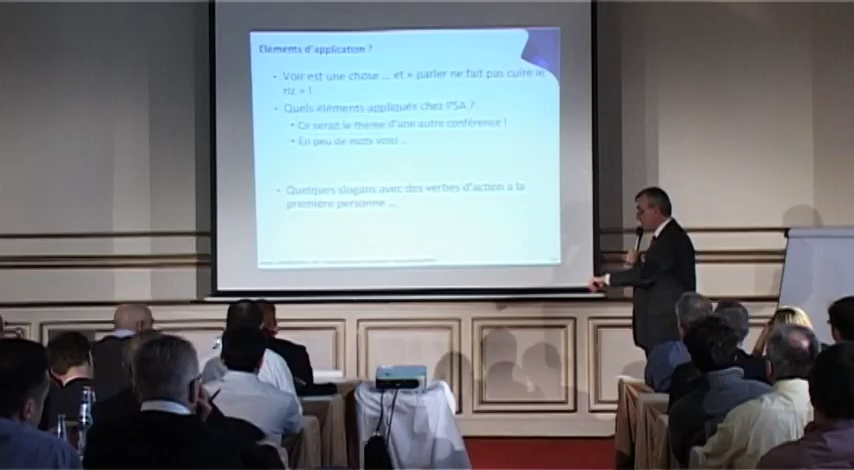 Eléments d'application ?
• Voir est une chose ... et « parler ne fait pas cuire le
riz » !
• Quels éléments appliqués chez PSA ?
• Ce serait le thème d'une autre conférence !
• En peu de mots voici ...
• Quelques slogans avec des verbes d'action à la
première personne ...